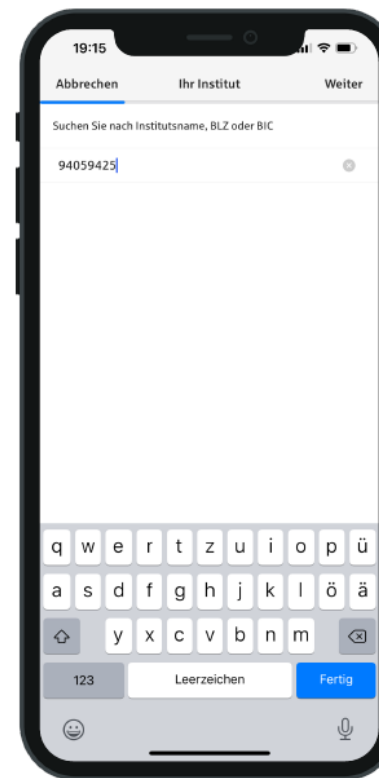 19:15
Abbrechen Ihr Institut Weiter
Suchen Sie nach Institutsname, BLZ oder BIC
94059425
q w e r t z u i o p ü
a s d f g h j k l ö ä
y x c v b n m
123 Leerzeichen Fertig